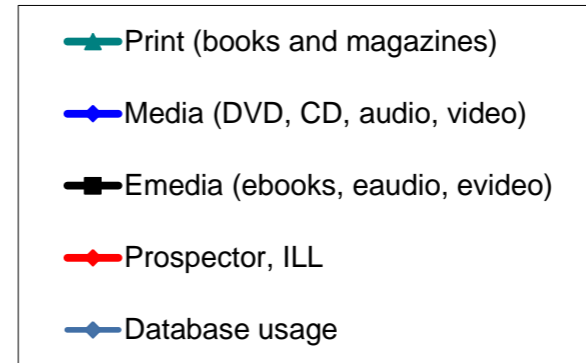 Print (books and magazines)
Media (DVD, CD, audio, video)
Emedia (ebooks, eaudio, evideo)
Prospector, ILL
Database usage